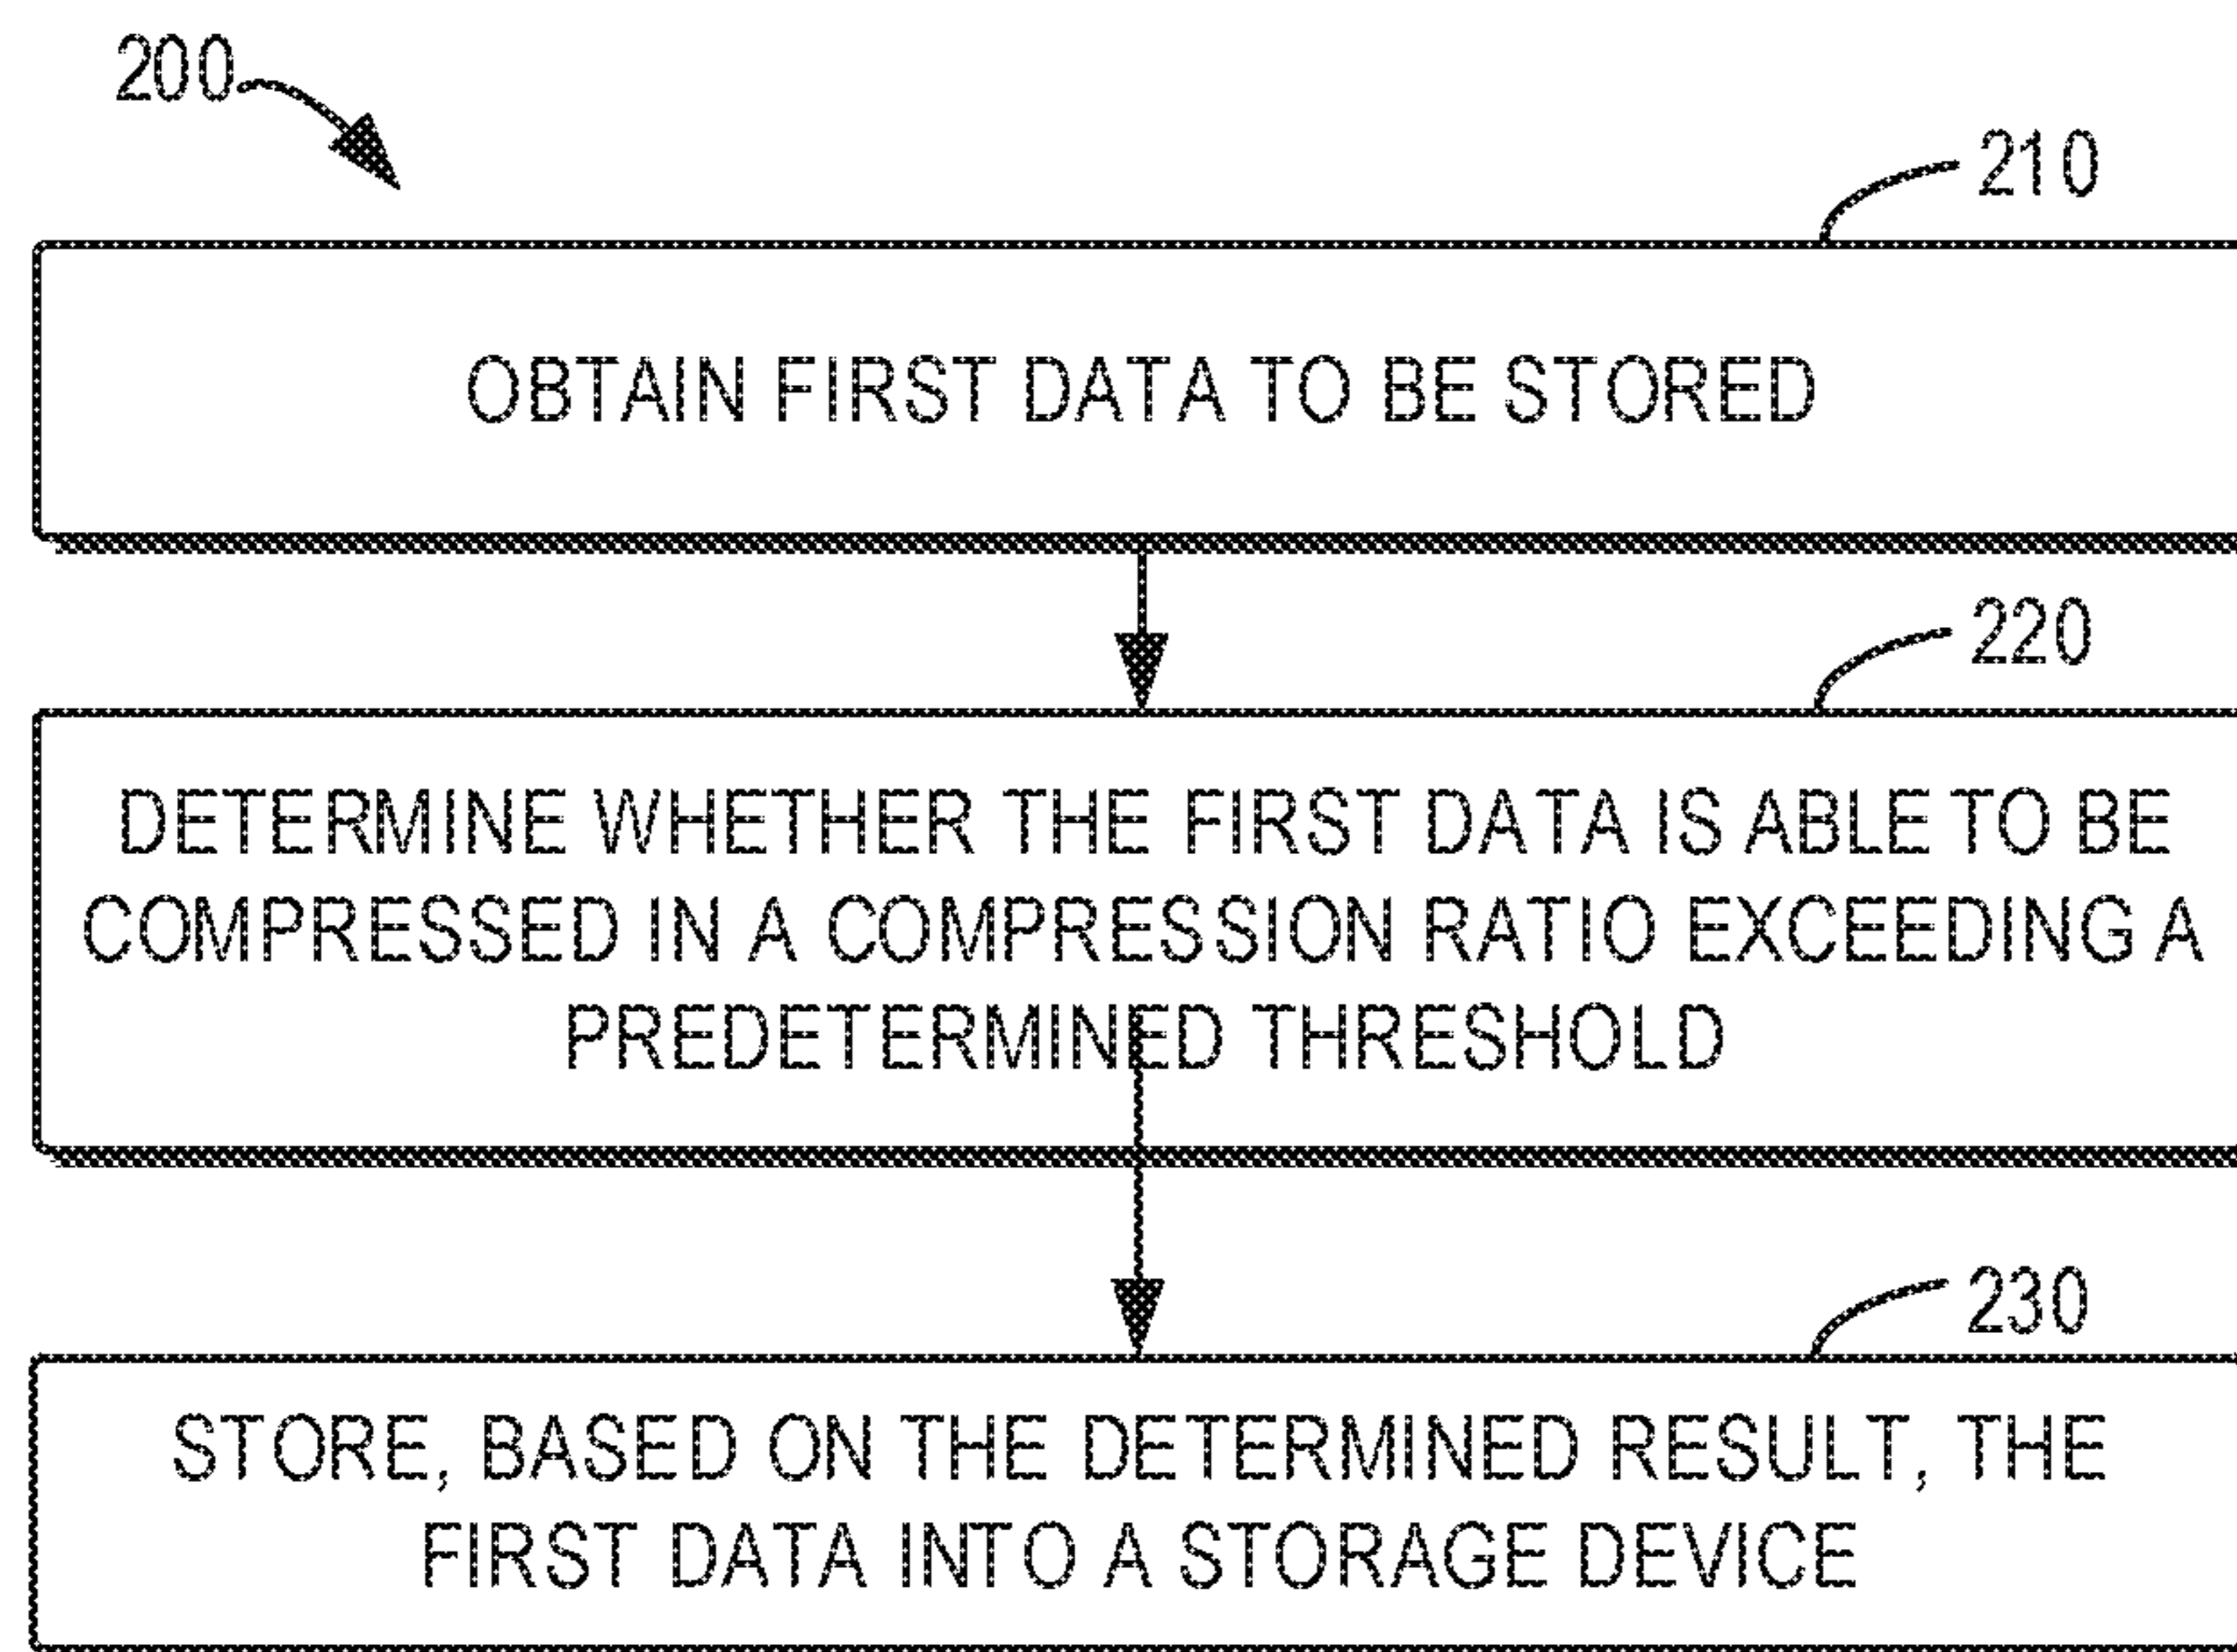 200
210
OBTAIN FIRST DATA TO BE STORED
220
DETERMINE WHETHER THE FIRST DATA IS ABLE TO BE
COMPRESSED IN A COMPRESSION RATIO EXCEEDING A
PREDETERMINED THRESHOLD
230
STORE, BASED ON THE DETERMINED RESULT, THE
FIRST DATA INTO A STORAGE DEVICE